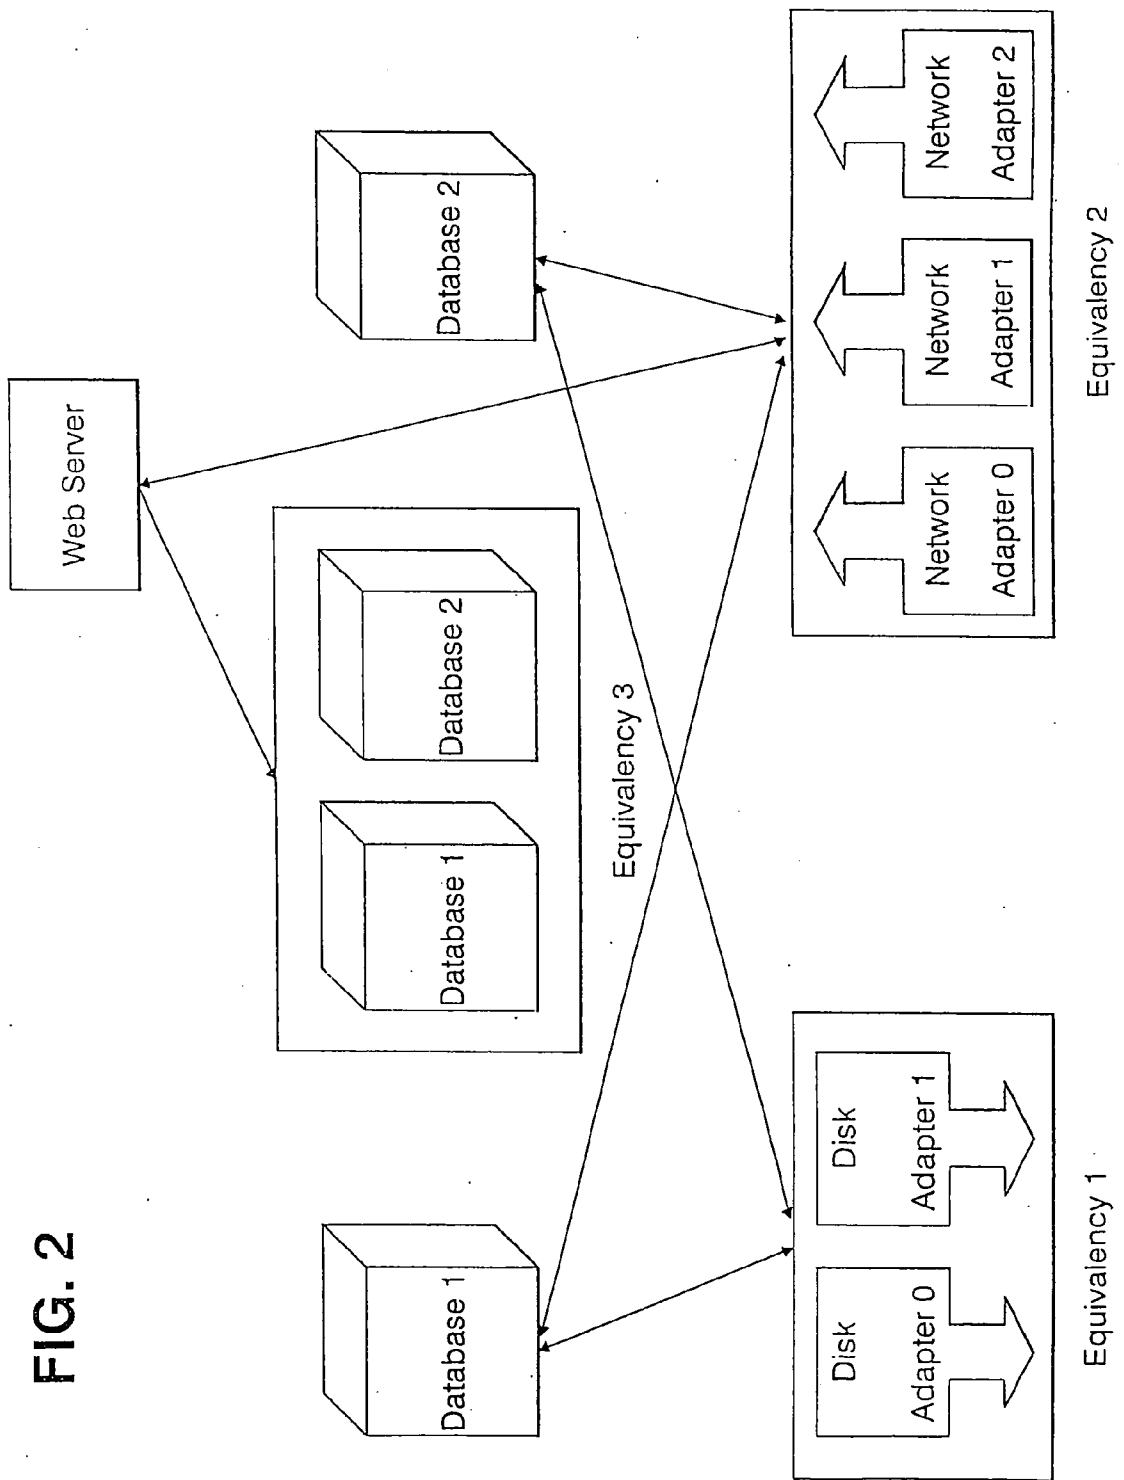 FIG. 2
Web Server
Database 1
Database 1
Database 2
Database 2
Equivalency 3
Disk
Adapter 0
Disk
Adapter 1
Network
Adapter 0
Network
Adapter 1
Network
Adapter 2
Equivalency 1
Equivalency 2